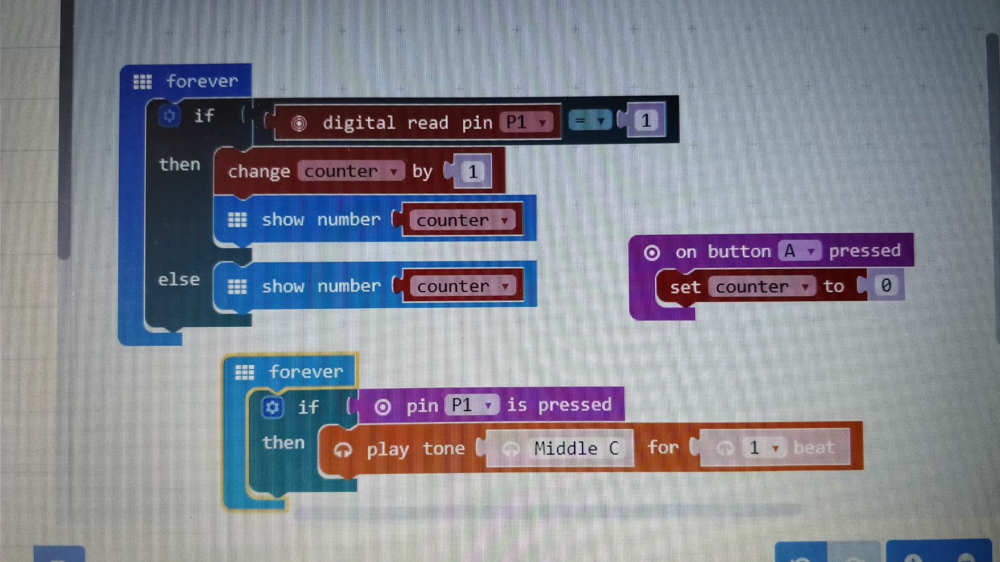 forever
if digital read pin P1 = 1
then change counter by 1
show number counter
else show number counter
on button A pressed
set counter to 0
forever
if pin P1 is pressed
then play tone Middle C for 1 beat